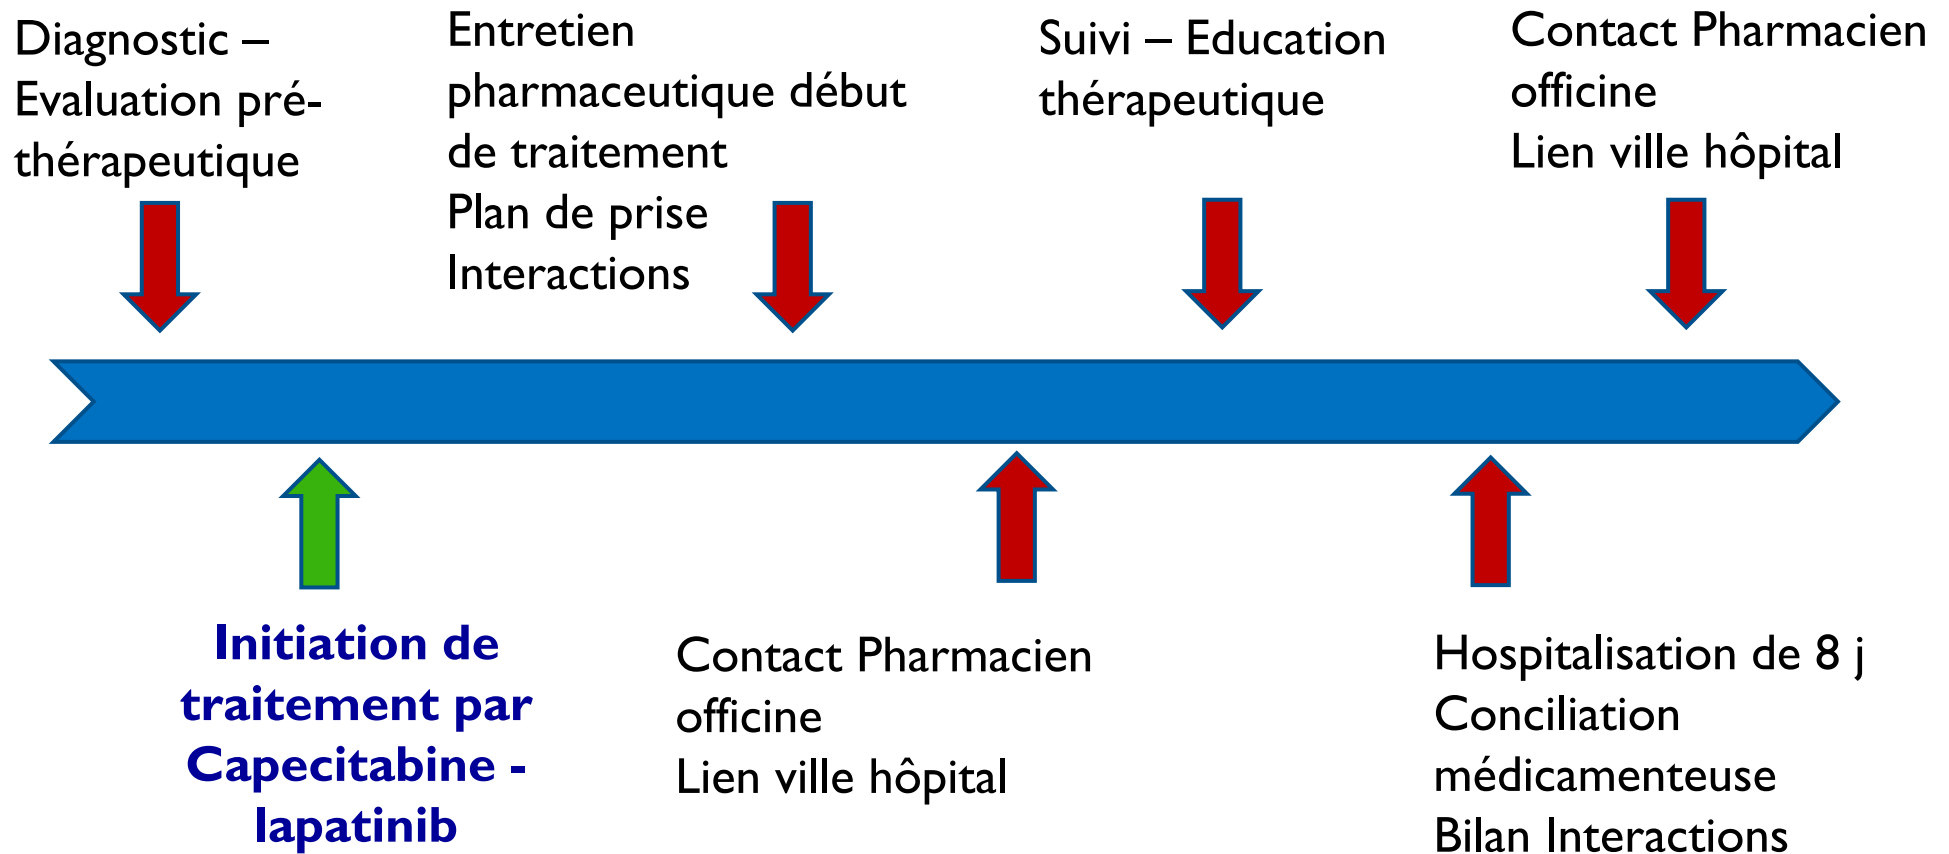 Diagnostic –
Evaluation pré-
thérapeutique
Entretien
pharmaceutique début
de traitement
Plan de prise
Interactions
Suivi – Education
thérapeutique
Contact Pharmacien
officine
Lien ville hôpital
Initiation de
traitement par
Capecitabine -
lapatinib
Contact Pharmacien
officine
Lien ville hôpital
Hospitalisation de 8 j
Conciliation
médicamenteuse
Bilan Interactions